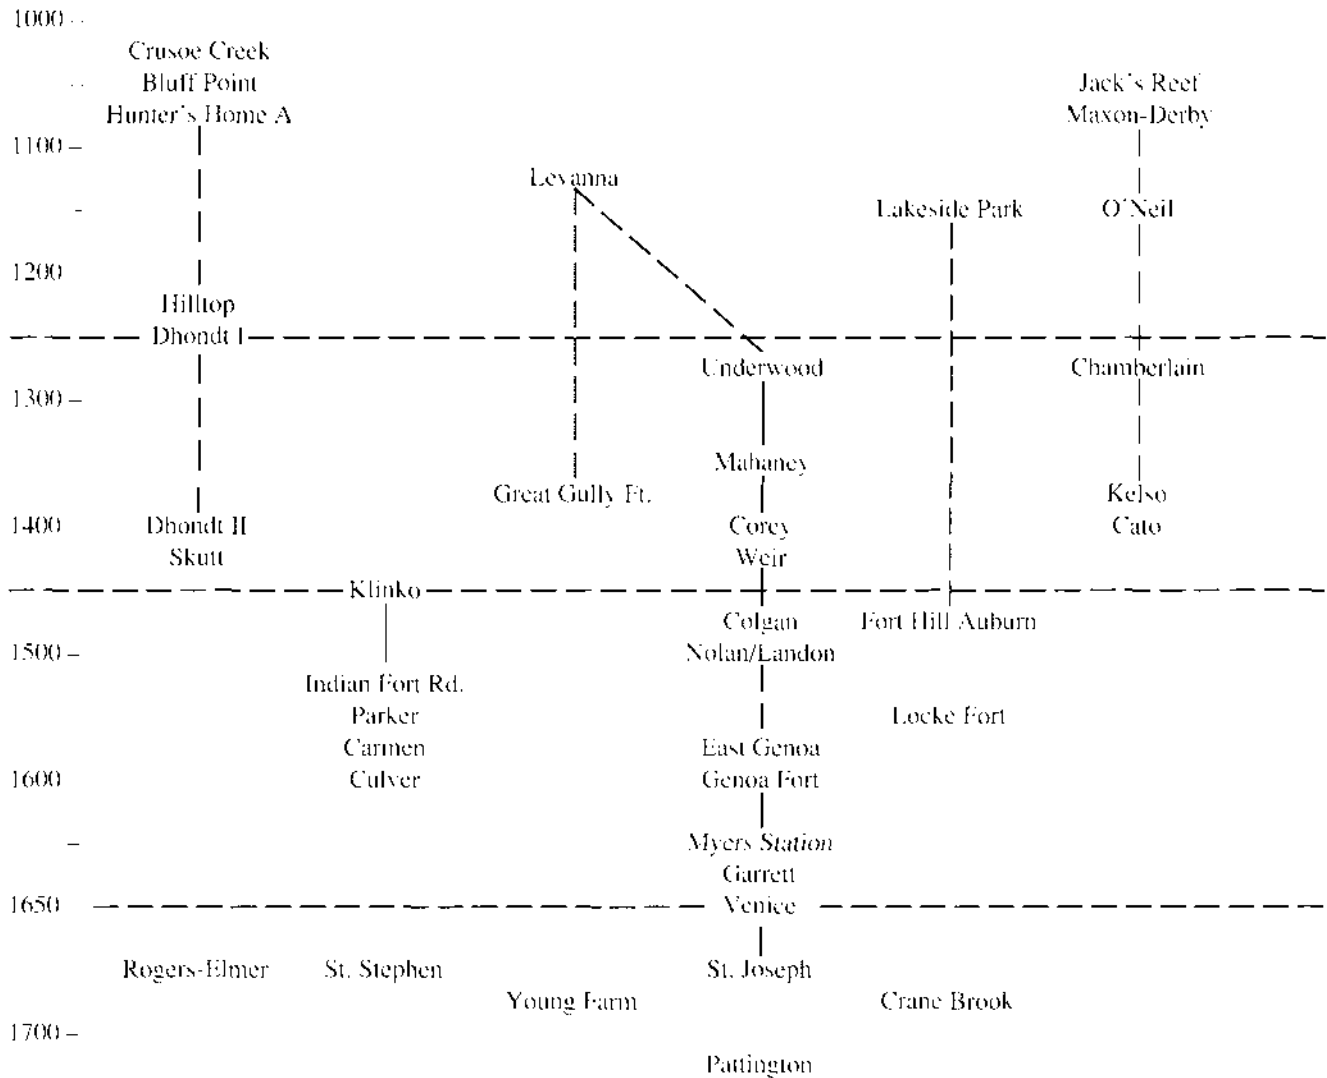 1000
Crusoe Creek
Bluff Point
Jack's Reef
Hunter's Home A
Maxon-Derby
1100
Levanna
Lakeside Park
O'Neil
1200
Hilltop
Dhondt I
Underwood
Chamberlain
1300
Mahaney
Great Gully Ft.
Kelso
1400
Dhondt II
Corey
Cato
Skutt
Weir
Klinko
Colgan
Fort Hill Auburn
1500
Nolan/Landon
Indian Fort Rd.
Parker
Locke Fort
Carmen
East Genoa
1600
Culver
Genoa Fort
Myers Station
Garrett
1650
Venice
Rogers-Elmer
St. Stephen
St. Joseph
Young Farm
Crane Brook
1700
Pattington